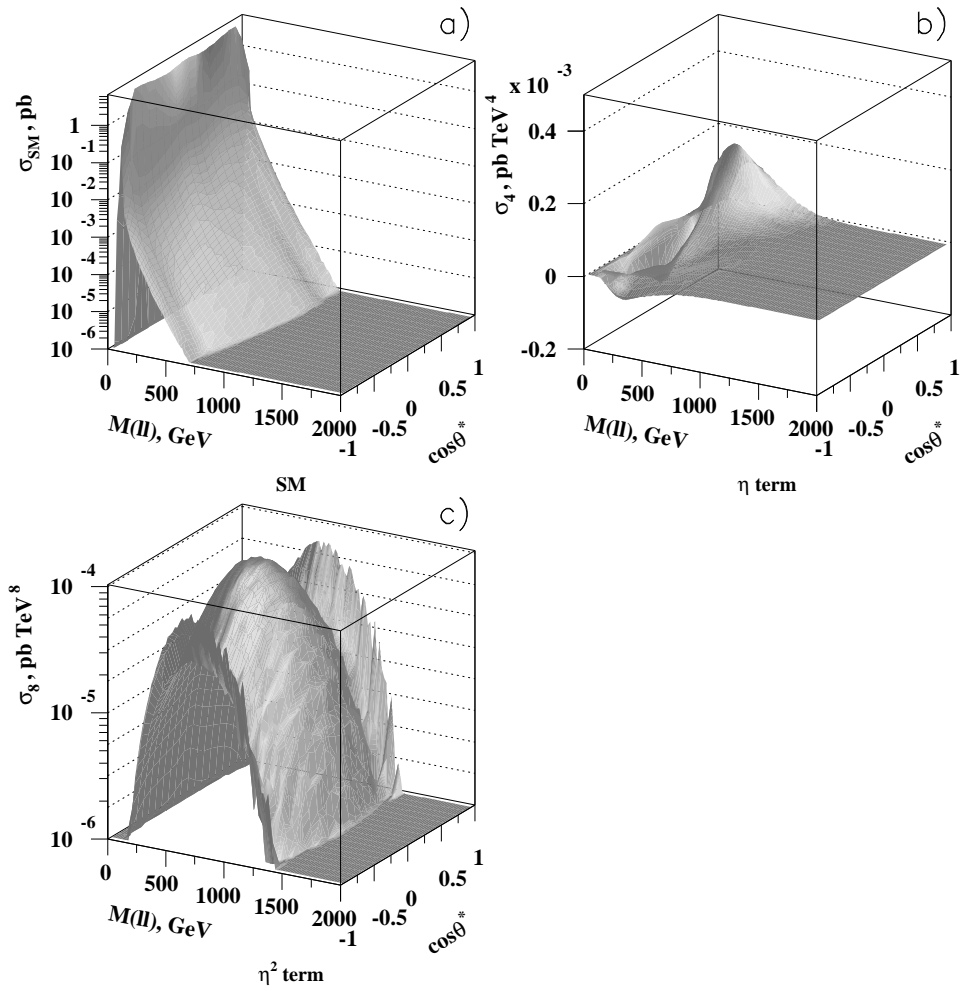 a)
σSM, pb
1
10 -1
10 -2
10 -3
10 -4
10 -5
10 -6
0 500 1000 1500 2000
M(ll), GeV
-1 -0.5 0 0.5 1
cosθ*
SM
b)
x 10 -3
σ4, pb TeV4
0.4
0.2
0
-0.2
0 500 1000 1500 2000
M(ll), GeV
-1 -0.5 0 0.5 1
cosθ*
η term
c)
σ8, pb TeV8
10 -4
10 -5
10 -6
0 500 1000 1500 2000
M(ll), GeV
-1 -0.5 0 0.5 1
cosθ*
η2 term